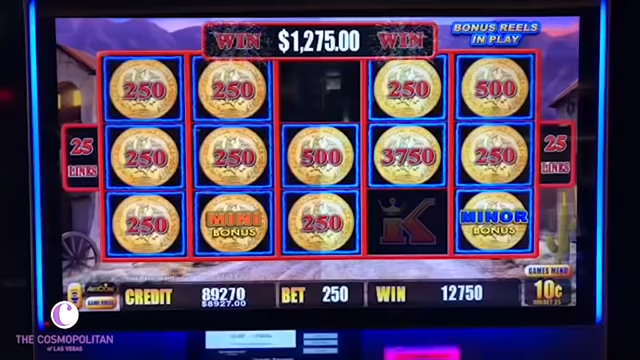 WIN $1,275.00 WIN
BONUS REELS
IN PLAY
250 250 250 500
25
LINES
250 250 500 3750 250
25
LINES
250 MINI
BONUS 250 K MINOR
BONUS
GAMES MENU
CREDIT 89270
$8927.00
BET 250
WIN 12750
10¢
GAME RULES
THE COSMOPOLITAN
of LAS VEGAS